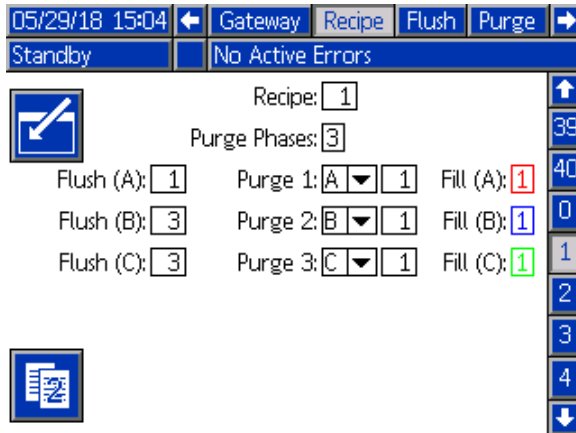 05/29/18 15:04 Gateway Recipe Flush Purge
Standby No Active Errors
Recipe: 1
Purge Phases: 3
Flush (A): 1 Purge 1: A 1 Fill (A): 1
Flush (B): 3 Purge 2: B 1 Fill (B): 1
Flush (C): 3 Purge 3: C 1 Fill (C): 1
39
40
0
1
2
3
4
2